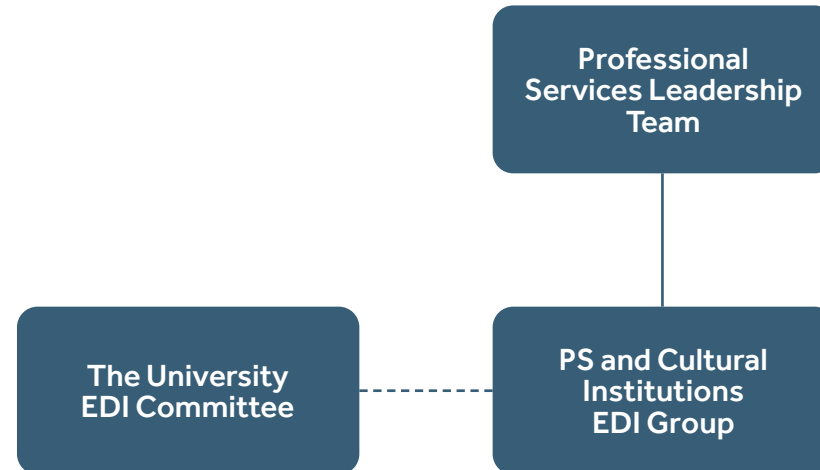 Professional
Services Leadership
Team
The University
EDI Committee
PS and Cultural
Institutions
EDI Group